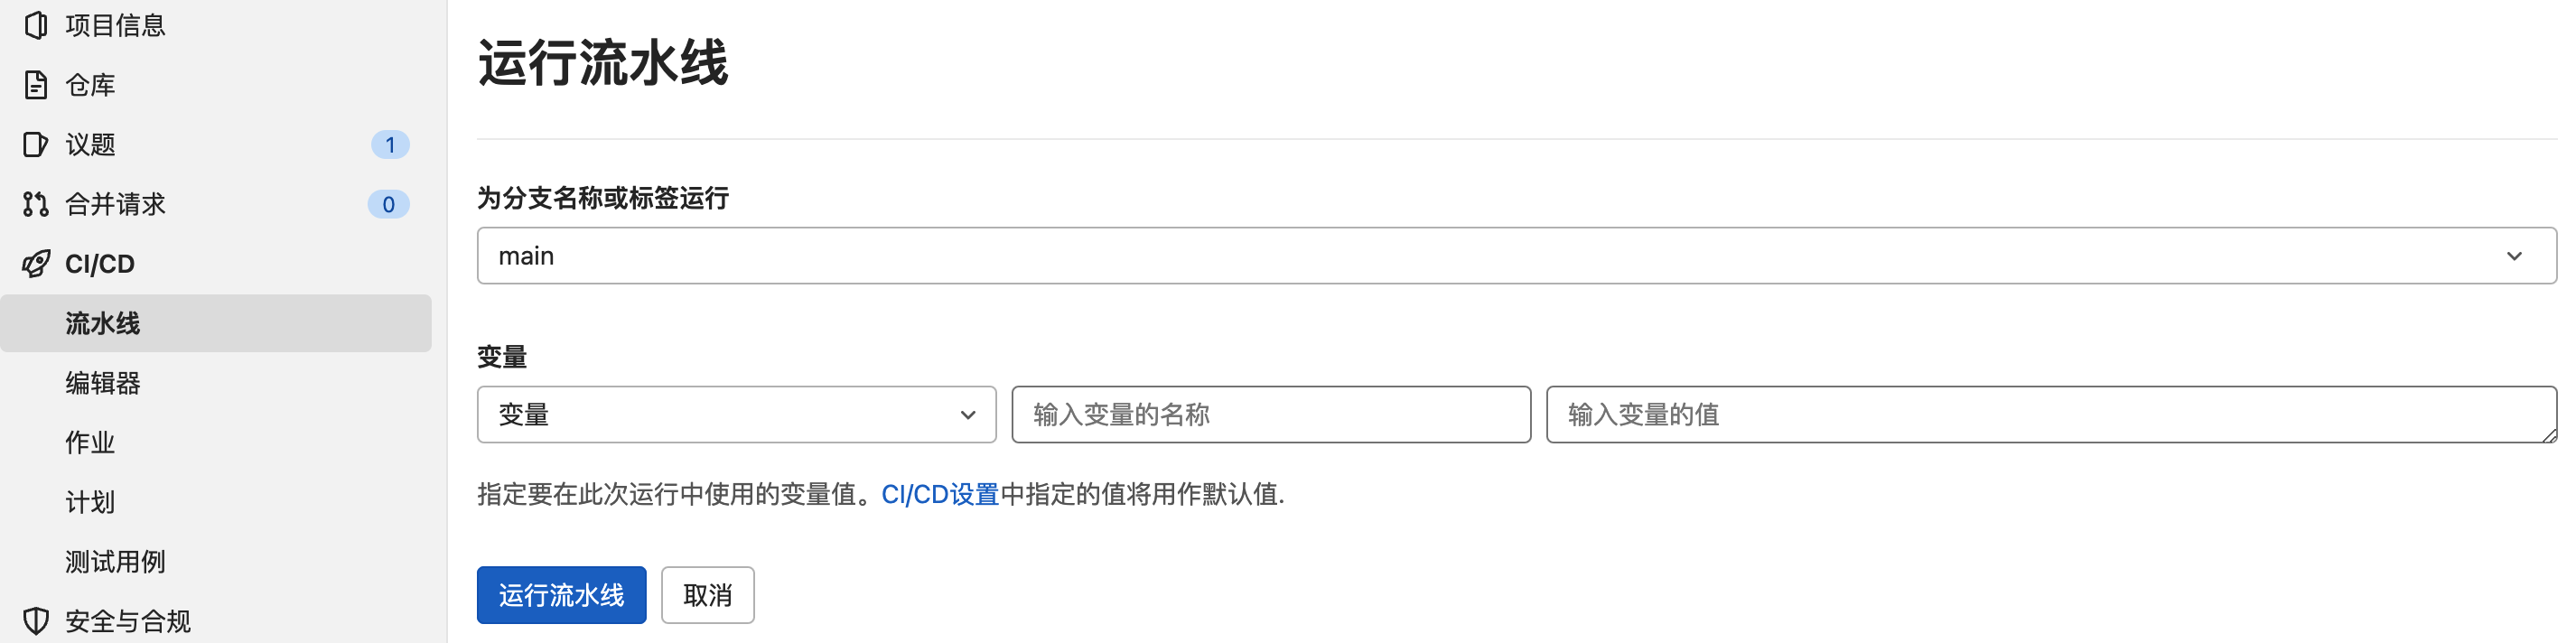 项目信息
仓库
议题 1
合并请求 0
CI/CD
流水线
编辑器
作业
计划
测试用例
安全与合规
运行流水线
为分支名称或标签运行
main
变量
变量 输入变量的名称 输入变量的值
指定要在此次运行中使用的变量值。CI/CD设置中指定的值将用作默认值.
运行流水线 取消